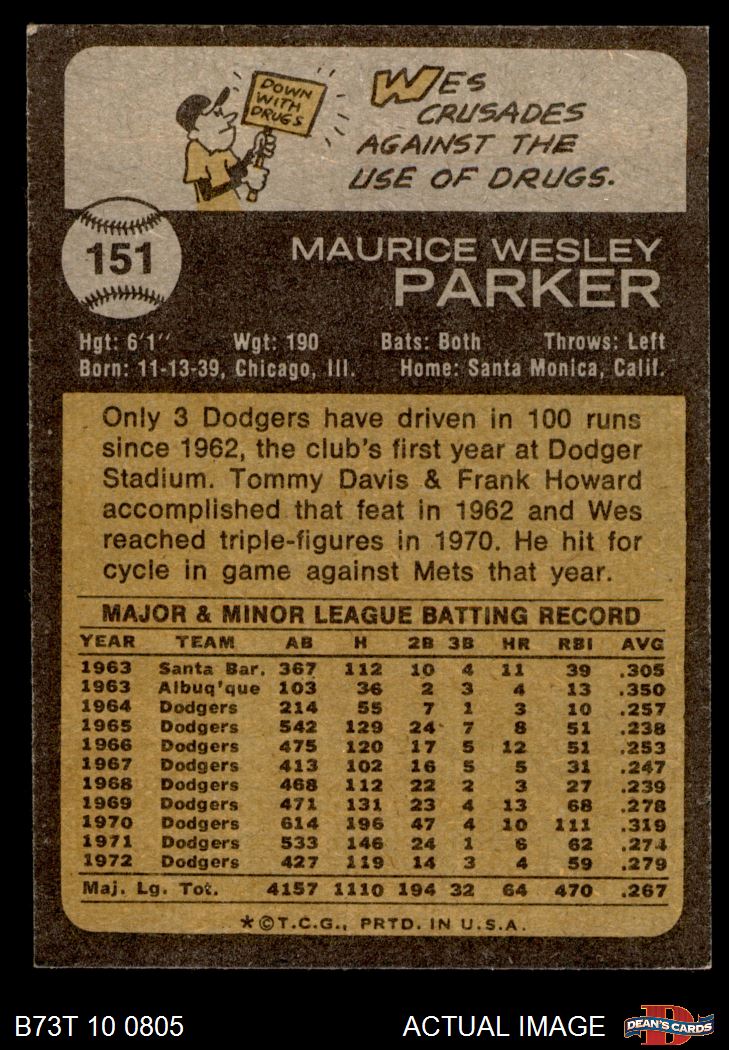 DOWN
WITH
DRUGS
WES
CRUSADES
AGAINST THE
USE OF DRUGS.
151
MAURICE WESLEY
PARKER
Hgt: 6'1" Wgt: 190 Bats: Both Throws: Left
Born: 11-13-39, Chicago, Ill. Home: Santa Monica, Calif.
Only 3 Dodgers have driven in 100 runs
since 1962, the club's first year at Dodger
Stadium. Tommy Davis & Frank Howard
accomplished that feat in 1962 and Wes
reached triple-figures in 1970. He hit for
cycle in game against Mets that year.
MAJOR & MINOR LEAGUE BATTING RECORD
YEAR TEAM AB H 2B 3B HR RBI AVG
1963 Santa Bar. 367 112 10 4 11 39 .305
1963 Albuq'que 103 36 2 3 4 13 .350
1964 Dodgers 214 55 7 1 3 10 .257
1965 Dodgers 542 129 24 7 8 51 .238
1966 Dodgers 475 120 17 5 12 51 .253
1967 Dodgers 413 102 16 5 5 31 .247
1968 Dodgers 468 112 22 2 3 27 .239
1969 Dodgers 471 131 23 4 13 68 .278
1970 Dodgers 614 196 47 4 10 111 .319
1971 Dodgers 533 146 24 1 6 62 .274
1972 Dodgers 427 119 14 3 4 59 .279
Maj. Lg. Tot. 4157 1110 194 32 64 470 .267
*©T.C.G., PRTD. IN U.S.A.
B73T 10 0805 ACTUAL IMAGE
DEAN'S CARDS